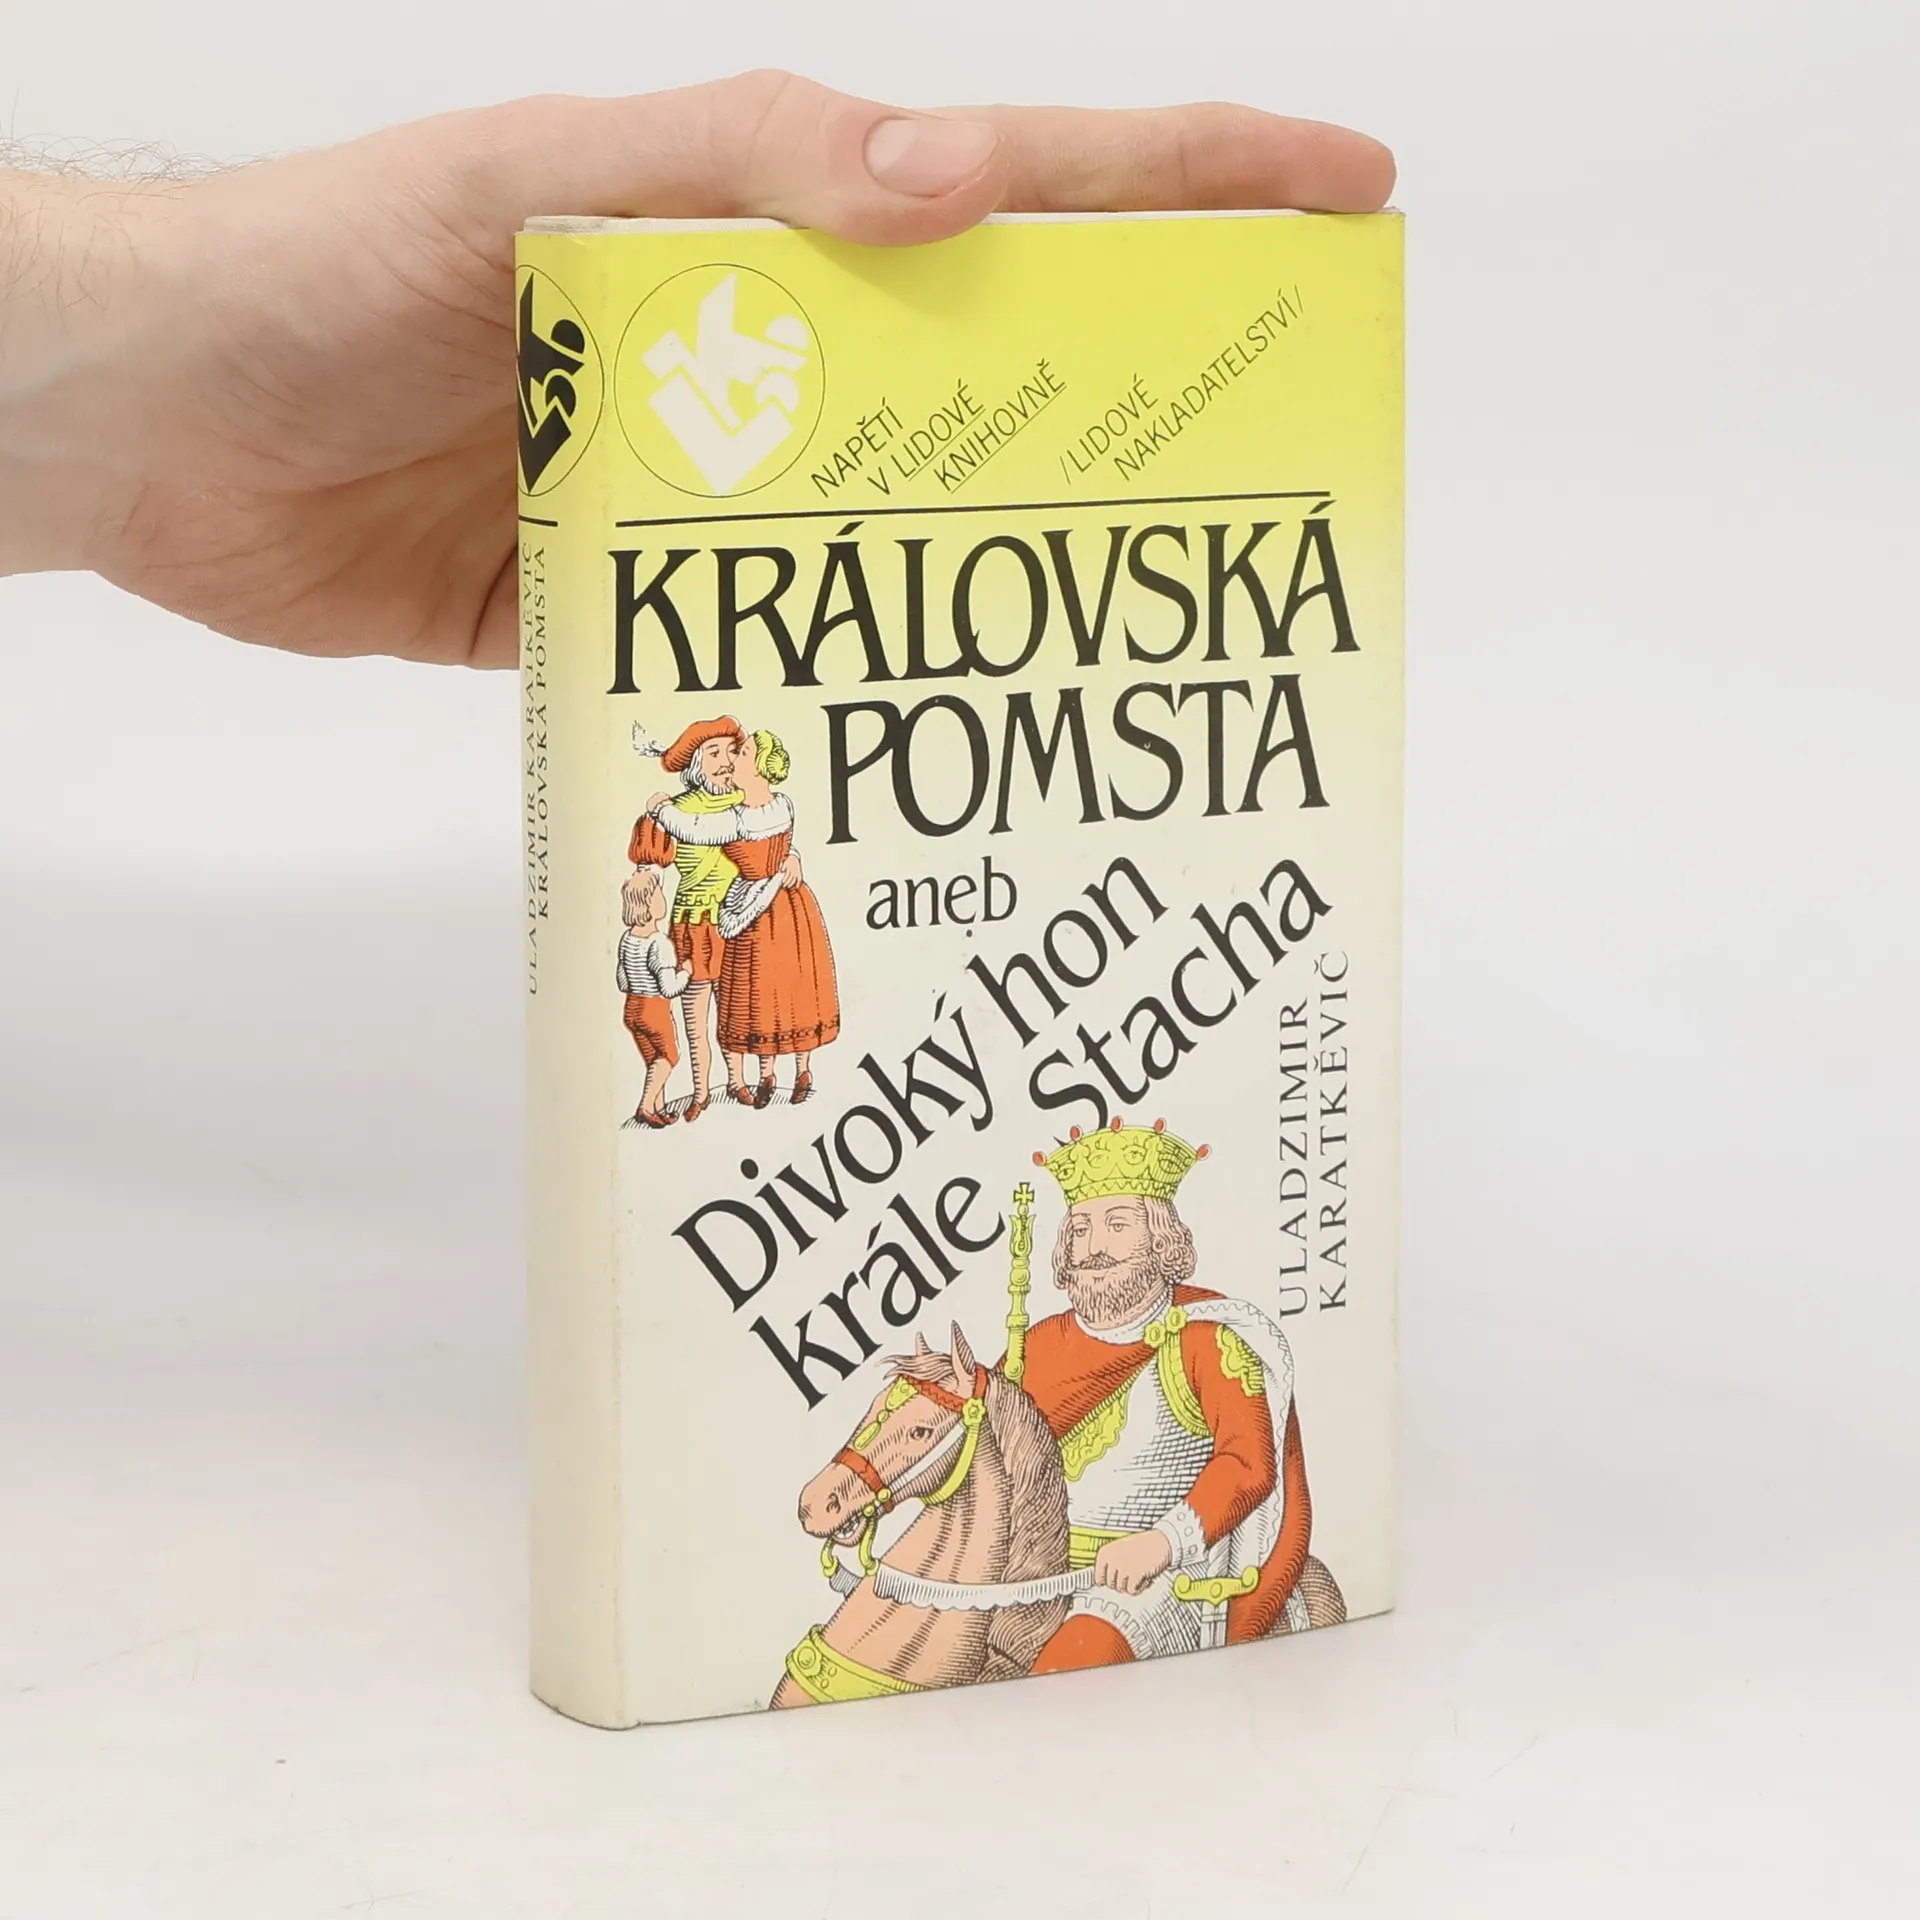 NAPĚTÍ
V LIDOVÉ
KNIHOVNĚ
/LIDOVÉ
NAKLADATELSTVÍ/
KRÁLOVSKÁ
POMSTA
aneb
Divoký hon
krále Stacha
ULADZIMIR
KARATKĚVIČ
ULADZIMIR KARATKĚVIČ
KRÁLOVSKÁ POMSTA